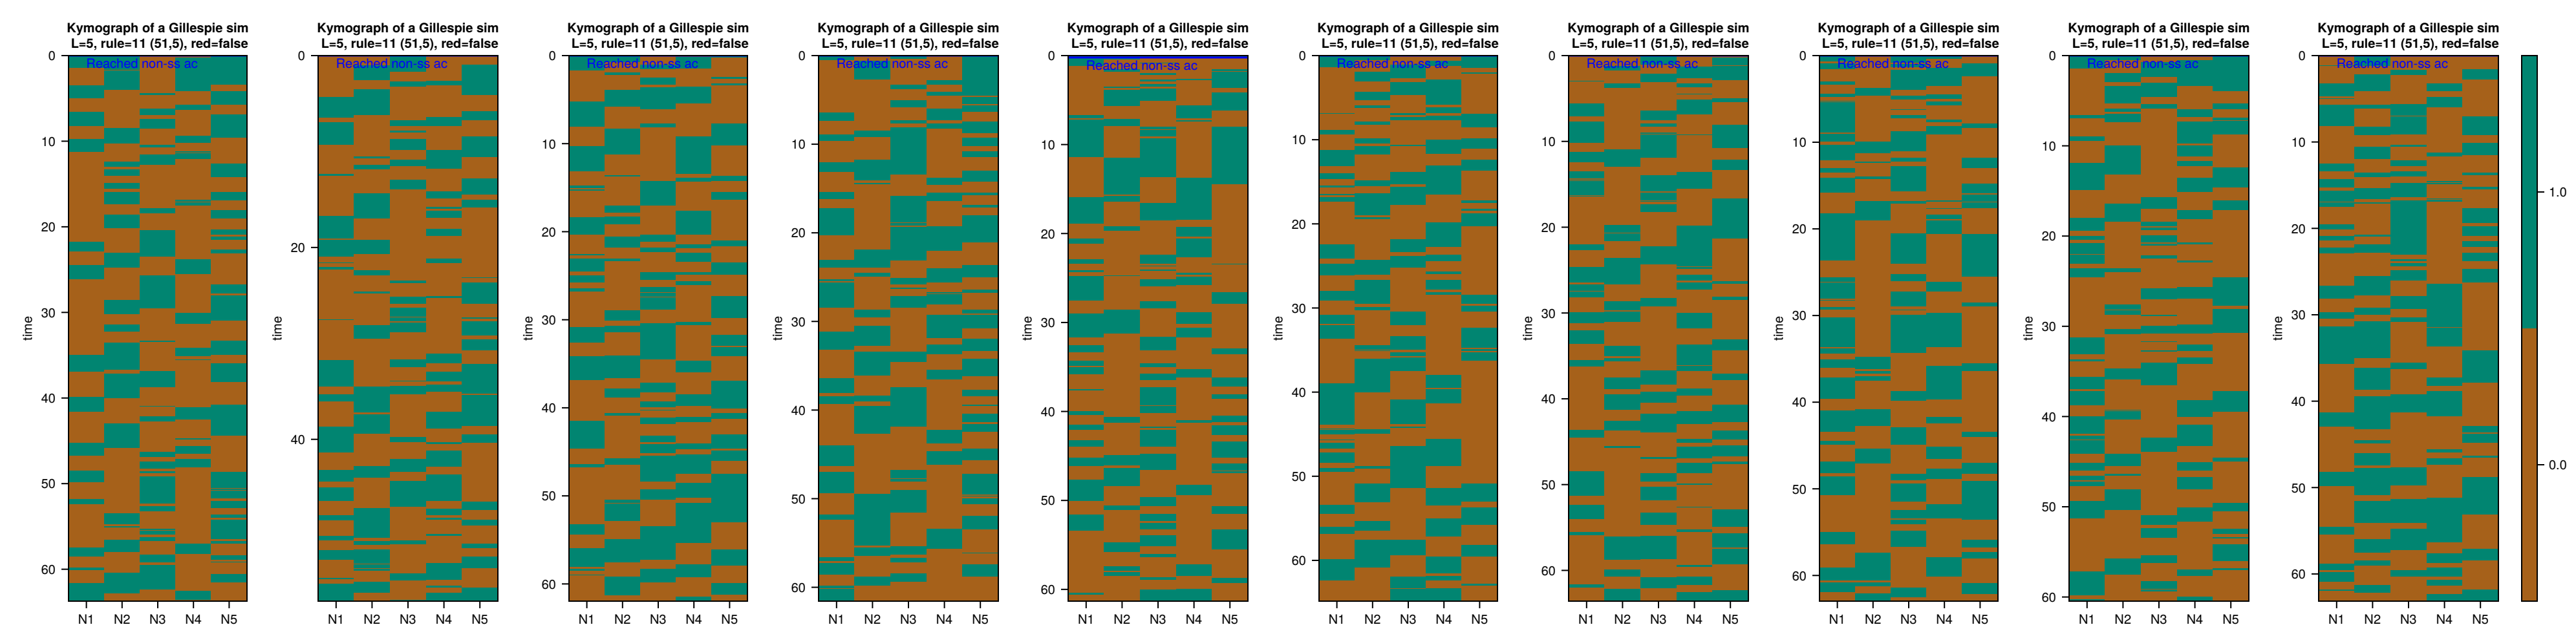 Kymograph of a Gillespie sim
L=5, rule=11 (51,5), red=false
Reached non-ss ac
0
10
20
30
40
50
60
time
N1 N2 N3 N4 N5
Kymograph of a Gillespie sim
L=5, rule=11 (51,5), red=false
Reached non-ss ac
0
20
40
time
N1 N2 N3 N4 N5
Kymograph of a Gillespie sim
L=5, rule=11 (51,5), red=false
Reached non-ss ac
0
10
20
30
40
50
60
time
N1 N2 N3 N4 N5
Kymograph of a Gillespie sim
L=5, rule=11 (51,5), red=false
Reached non-ss ac
0
10
20
30
40
50
60
time
N1 N2 N3 N4 N5
Kymograph of a Gillespie sim
L=5, rule=11 (51,5), red=false
Reached non-ss ac
0
10
20
30
40
50
60
time
N1 N2 N3 N4 N5
Kymograph of a Gillespie sim
L=5, rule=11 (51,5), red=false
Reached non-ss ac
0
10
20
30
40
50
60
time
N1 N2 N3 N4 N5
Kymograph of a Gillespie sim
L=5, rule=11 (51,5), red=false
Reached non-ss ac
0
10
20
30
40
50
60
time
N1 N2 N3 N4 N5
Kymograph of a Gillespie sim
L=5, rule=11 (51,5), red=false
Reached non-ss ac
0
10
20
30
40
50
60
time
N1 N2 N3 N4 N5
Kymograph of a Gillespie sim
L=5, rule=11 (51,5), red=false
Reached non-ss ac
0
10
20
30
40
50
60
time
N1 N2 N3 N4 N5
Kymograph of a Gillespie sim
L=5, rule=11 (51,5), red=false
Reached non-ss ac
0
10
20
30
40
50
60
time
N1 N2 N3 N4 N5
1.0
0.0